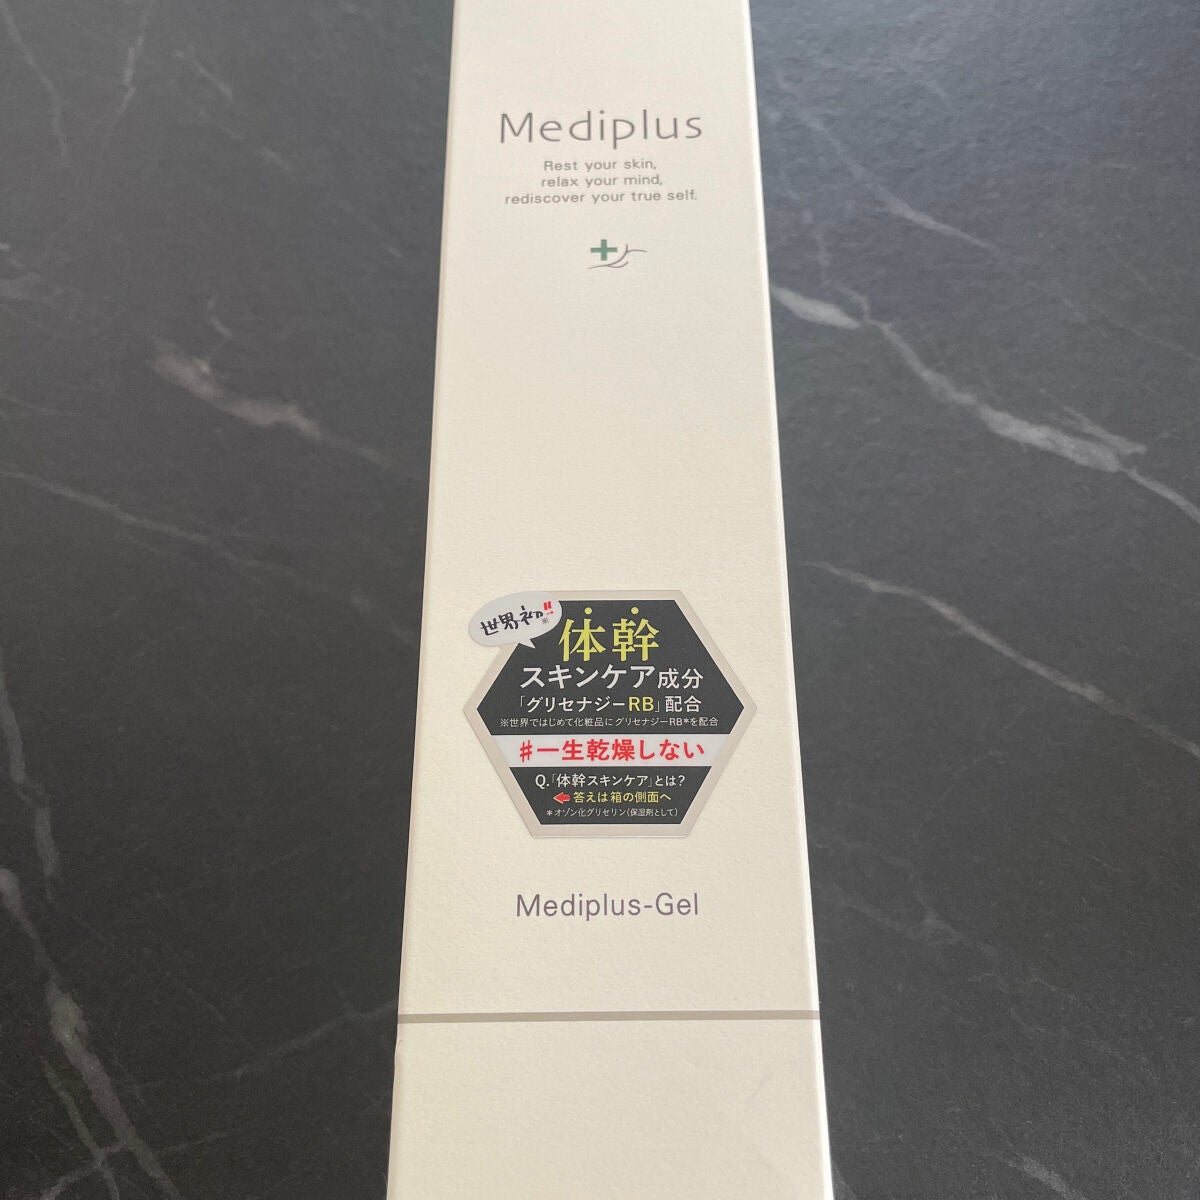 Mediplus
Rest your skin,
relax your mind,
rediscover your true self.
世界初!!※
体幹
スキンケア成分
「グリセナジーRB」配合
※世界ではじめて化粧品にグリセナジーRB*を配合
#一生乾燥しない
Q.「体幹スキンケア」とは?
答えは箱の側面へ
*オゾン化グリセリン(保湿剤として)
Mediplus-Gel